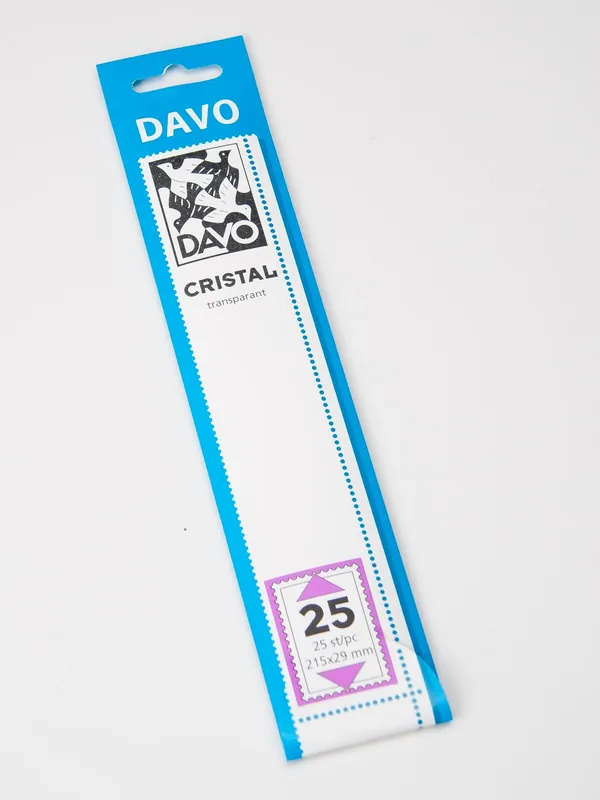 DAVO
DAVO
CRISTAL
transparant
25
25 st/pc
215x29 mm